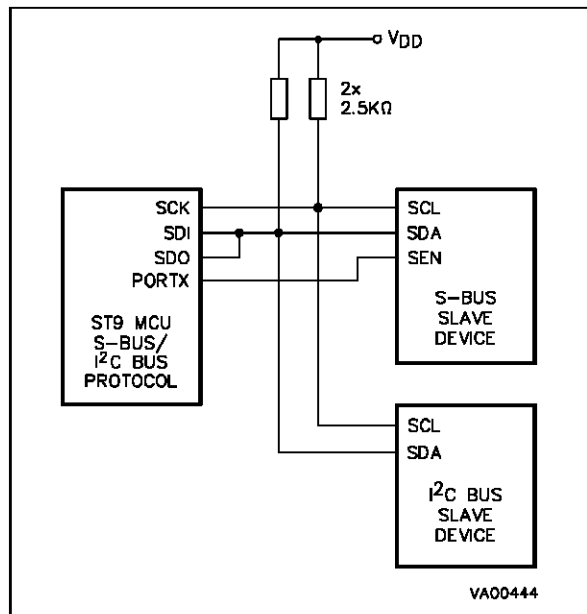 VDD
2x
2.5KΩ
SCK
SDI
SDO
PORTX
ST9 MCU
S-BUS/
I²C BUS
PROTOCOL
SCL
SDA
SEN
S-BUS
SLAVE
DEVICE
SCL
SDA
I²C BUS
SLAVE
DEVICE
VA00444